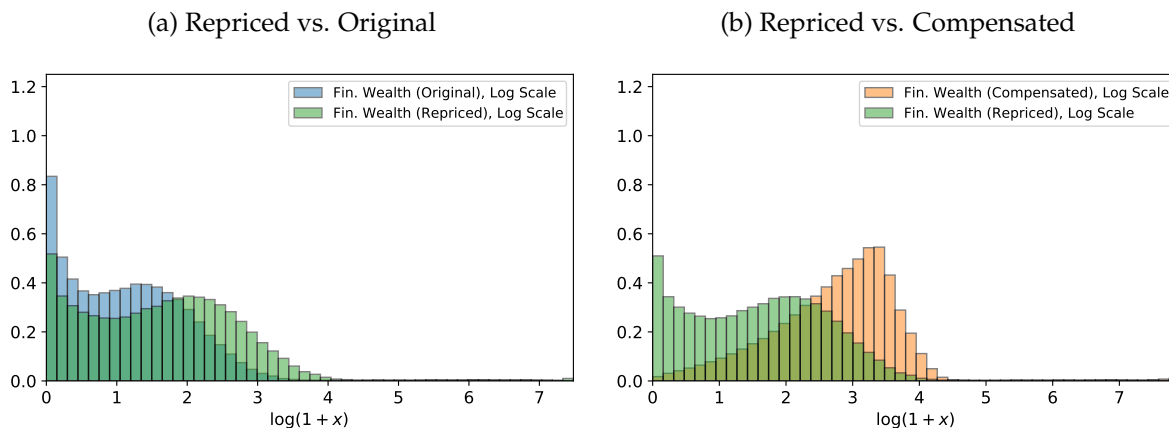 (a) Repriced vs. Original
Fin. Wealth (Original), Log Scale
Fin. Wealth (Repriced), Log Scale
1.2
1.0
0.8
0.6
0.4
0.2
0.0
0 1 2 3 4 5 6 7
log(1 + x)
(b) Repriced vs. Compensated
Fin. Wealth (Compensated), Log Scale
Fin. Wealth (Repriced), Log Scale
1.2
1.0
0.8
0.6
0.4
0.2
0.0
0 1 2 3 4 5 6 7
log(1 + x)